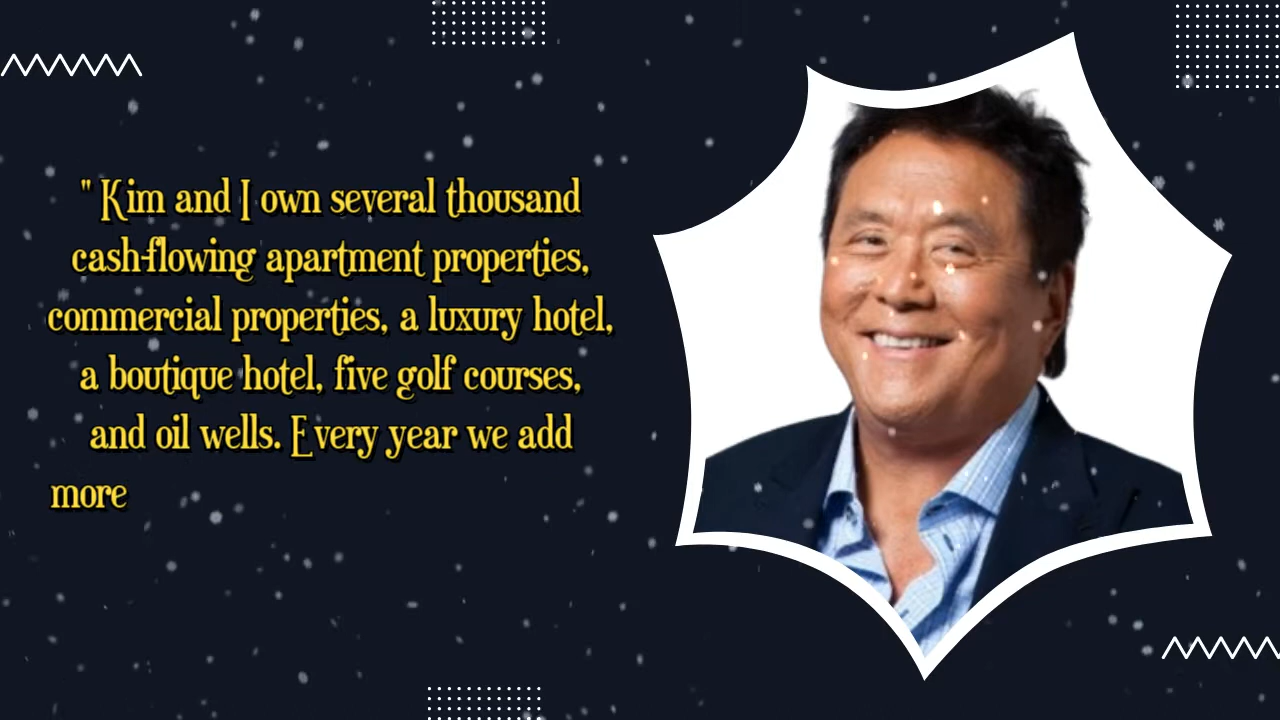 " Kim and I own several thousand
cash-flowing apartment properties,
commercial properties, a luxury hotel,
a boutique hotel, five golf courses,
and oil wells. Every year we add
more